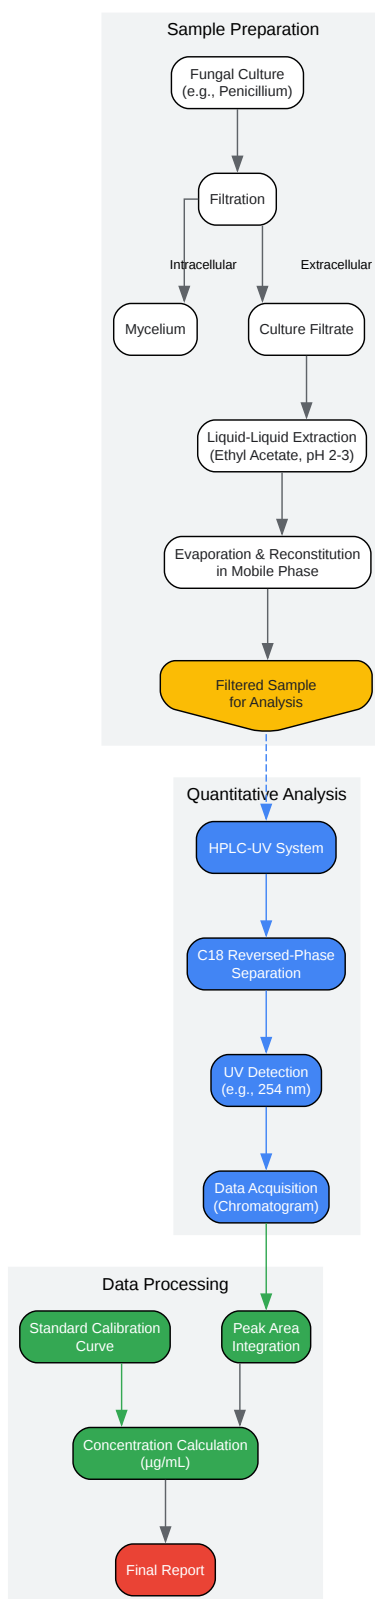 Sample Preparation
Fungal Culture
(e.g., Penicillium)
Filtration
Intracellular
Extracellular
Mycelium
Culture Filtrate
Liquid-Liquid Extraction
(Ethyl Acetate, pH 2-3)
Evaporation & Reconstitution
in Mobile Phase
Filtered Sample
for Analysis
Quantitative Analysis
HPLC-UV System
C18 Reversed-Phase
Separation
UV Detection
(e.g., 254 nm)
Data Acquisition
(Chromatogram)
Data Processing
Standard Calibration
Curve
Peak Area
Integration
Concentration Calculation
(µg/mL)
Final Report